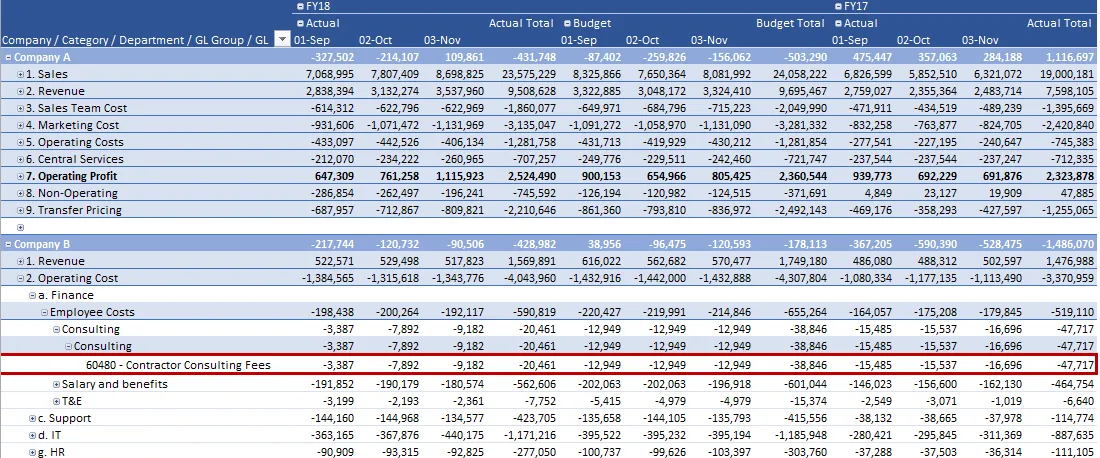 FY18 FY17
Actual Actual Total Budget Budget Total Actual Actual Total
Company / Category / Department / GL Group / GL 01-Sep 02-Oct 03-Nov 01-Sep 02-Oct 03-Nov 01-Sep 02-Oct 03-Nov
Company A -327,502 -214,107 109,861 -431,748 -87,402 -259,826 -156,062 -503,290 475,447 357,063 284,188 1,116,697
1. Sales 7,068,995 7,807,409 8,698,825 23,575,229 8,325,866 7,650,364 8,081,992 24,058,222 6,826,599 5,852,510 6,321,072 19,000,181
2. Revenue 2,838,394 3,132,274 3,537,960 9,508,628 3,322,885 3,048,172 3,324,410 9,695,467 2,759,027 2,355,364 2,483,714 7,598,105
3. Sales Team Cost -614,312 -622,796 -622,969 -1,860,077 -649,971 -684,796 -715,223 -2,049,990 -471,911 -434,519 -489,239 -1,395,669
4. Marketing Cost -931,606 -1,071,472 -1,131,969 -3,135,047 -1,091,272 -1,058,970 -1,131,090 -3,281,332 -832,258 -763,877 -824,705 -2,420,840
5. Operating Costs -433,097 -442,526 -406,134 -1,281,758 -431,713 -419,929 -430,212 -1,281,854 -277,541 -227,195 -240,647 -745,383
6. Central Services -212,070 -234,222 -260,965 -707,257 -249,776 -229,511 -242,460 -721,747 -237,544 -237,544 -237,247 -712,335
7. Operating Profit 647,309 761,258 1,115,923 2,524,490 900,153 654,966 805,425 2,360,544 939,773 692,229 691,876 2,323,878
8. Non-Operating -286,854 -262,497 -196,241 -745,592 -126,194 -120,982 -124,515 -371,691 4,849 23,127 19,909 47,885
9. Transfer Pricing -687,957 -712,867 -809,821 -2,210,646 -861,360 -793,810 -836,972 -2,492,143 -469,176 -358,293 -427,597 -1,255,065
Company B -217,744 -120,732 -90,506 -428,982 38,956 -96,475 -120,593 -178,113 -367,205 -590,390 -528,475 -1,486,070
1. Revenue 522,571 529,498 517,823 1,569,891 616,022 562,682 570,477 1,749,180 486,080 488,312 502,597 1,476,988
2. Operating Cost -1,384,565 -1,315,618 -1,343,776 -4,043,960 -1,432,916 -1,442,000 -1,432,888 -4,307,804 -1,080,334 -1,177,135 -1,113,490 -3,370,959
a. Finance
Employee Costs -198,438 -200,264 -192,117 -590,819 -220,427 -219,991 -214,846 -655,264 -164,057 -175,208 -179,845 -519,110
Consulting -3,387 -7,892 -9,182 -20,461 -12,949 -12,949 -12,949 -38,846 -15,485 -15,537 -16,696 -47,717
Consulting -3,387 -7,892 -9,182 -20,461 -12,949 -12,949 -12,949 -38,846 -15,485 -15,537 -16,696 -47,717
60480 - Contractor Consulting Fees -3,387 -7,892 -9,182 -20,461 -12,949 -12,949 -12,949 -38,846 -15,485 -15,537 -16,696 -47,717
Salary and benefits -191,852 -190,179 -180,574 -562,606 -202,063 -202,063 -196,918 -601,044 -146,023 -156,600 -162,130 -464,754
T&E -3,199 -2,193 -2,361 -7,752 -5,415 -4,979 -4,979 -15,374 -2,549 -3,071 -1,019 -6,640
c. Support -144,160 -144,968 -134,577 -423,705 -135,658 -144,105 -135,793 -415,556 -38,132 -38,665 -37,978 -114,774
d. IT -363,165 -367,876 -440,175 -1,171,216 -395,522 -395,232 -395,194 -1,185,948 -280,421 -295,845 -311,369 -887,635
g. HR -90,909 -93,315 -92,825 -277,050 -100,737 -99,626 -103,397 -303,760 -37,288 -37,503 -36,314 -111,105